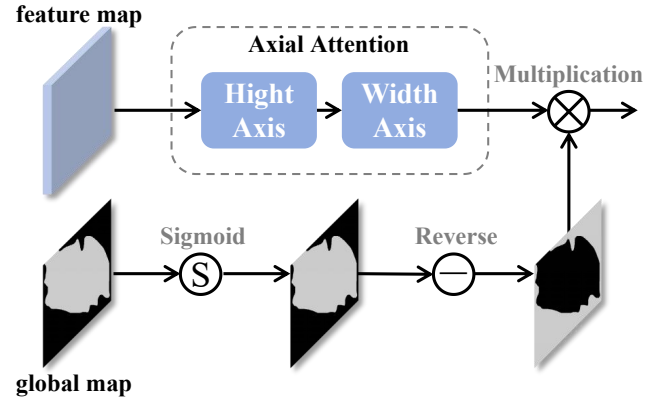 feature map
Axial Attention
Hight
Axis
Width
Axis
Multiplication
Sigmoid
S
Reverse
global map